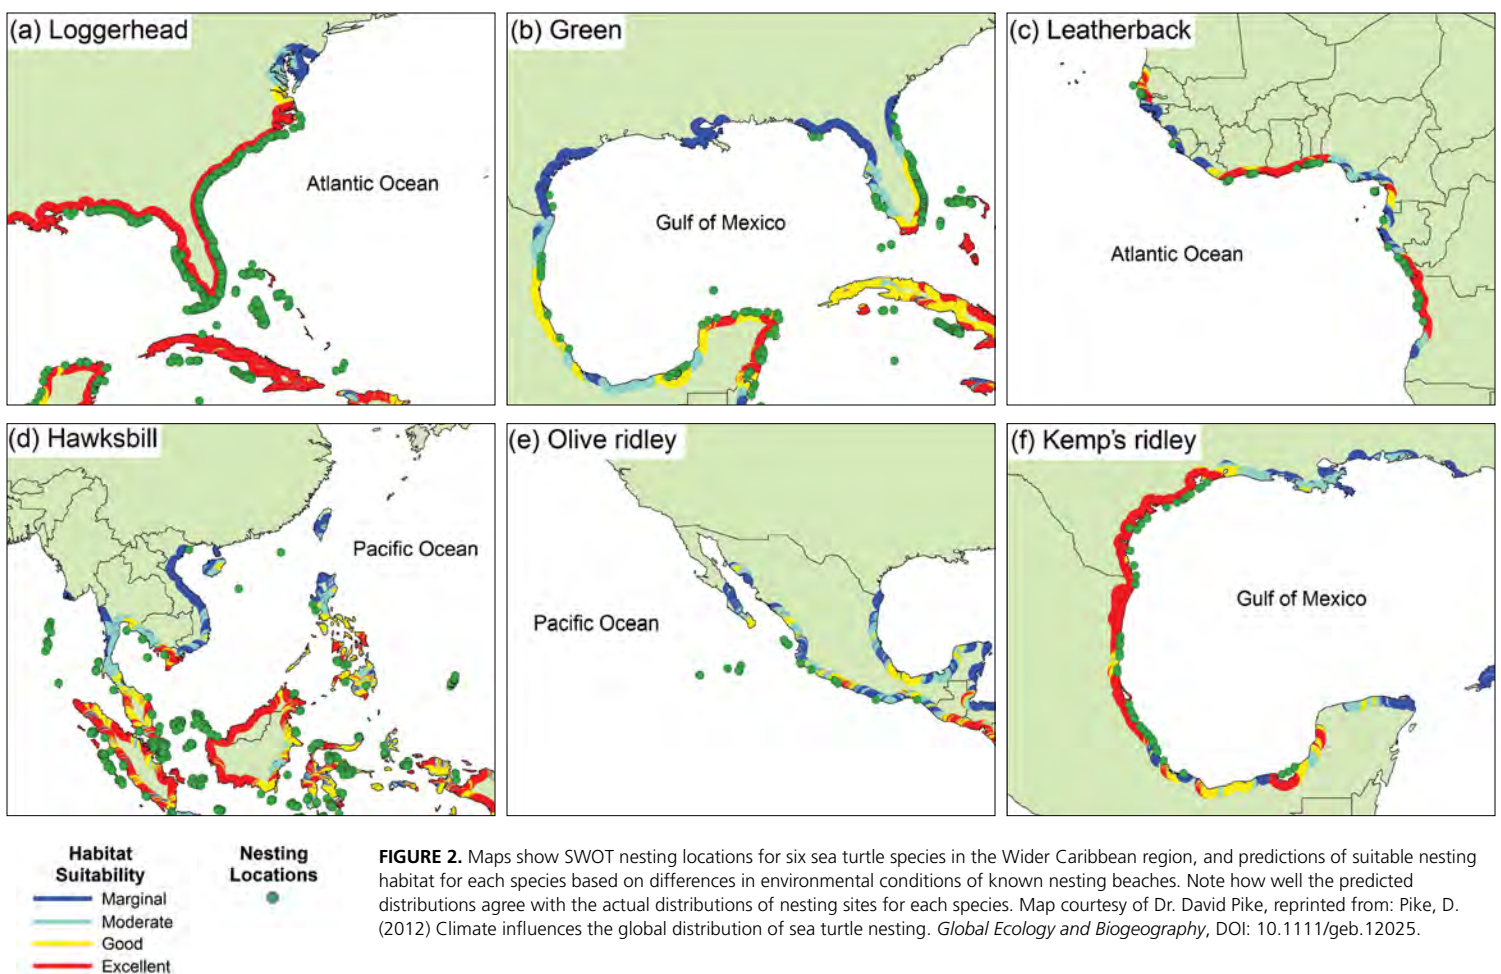 (a) Loggerhead
Atlantic Ocean
(b) Green
Gulf of Mexico
(c) Leatherback
Atlantic Ocean
(d) Hawksbill
Pacific Ocean
(e) Olive ridley
Pacific Ocean
(f) Kemp's ridley
Gulf of Mexico
Habitat
Suitability
Marginal
Moderate
Good
Excellent
Nesting
Locations
FIGURE 2. Maps show SWOT nesting locations for six sea turtle species in the Wider Caribbean region, and predictions of suitable nesting
habitat for each species based on differences in environmental conditions of known nesting beaches. Note how well the predicted
distributions agree with the actual distributions of nesting sites for each species. Map courtesy of Dr. David Pike, reprinted from: Pike, D.
(2012) Climate influences the global distribution of sea turtle nesting. Global Ecology and Biogeography, DOI: 10.1111/geb.12025.